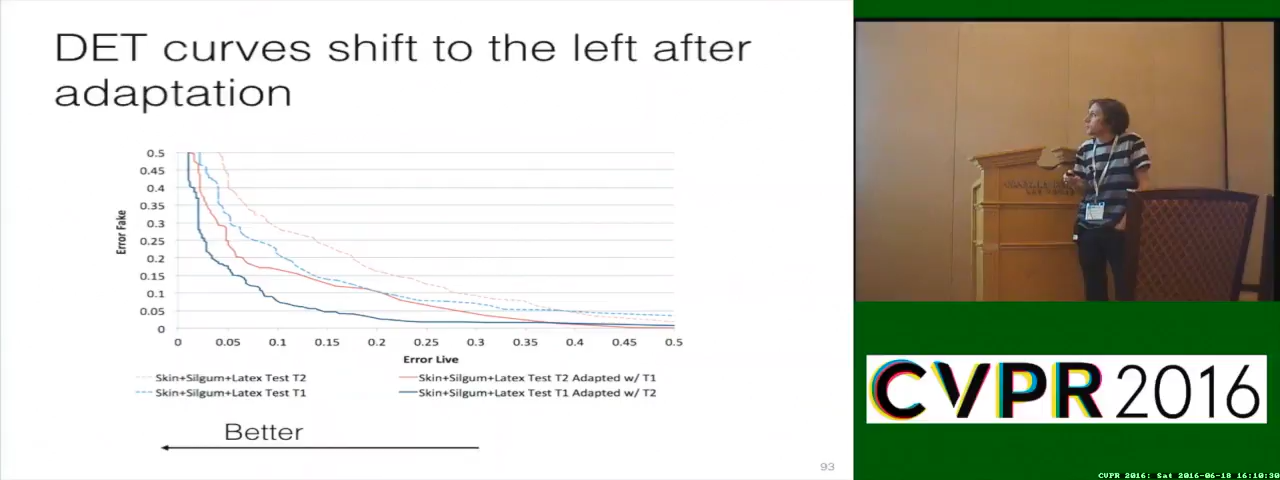 DET curves shift to the left after
adaptation
0.5
0.45
0.4
0.35
0.3
0.25
0.2
0.15
0.1
0.05
0
Error Fake
0 0.05 0.1 0.15 0.2 0.25 0.3 0.35 0.4 0.45 0.5
Error Live
Skin+Silgum+Latex Test T2
Skin+Silgum+Latex Test T2 Adapted w/ T1
Skin+Silgum+Latex Test T1
Skin+Silgum+Latex Test T1 Adapted w/ T2
Better
93
CVPR 2016
CVPR 2016: Sat 2016-06-18 16:10:30